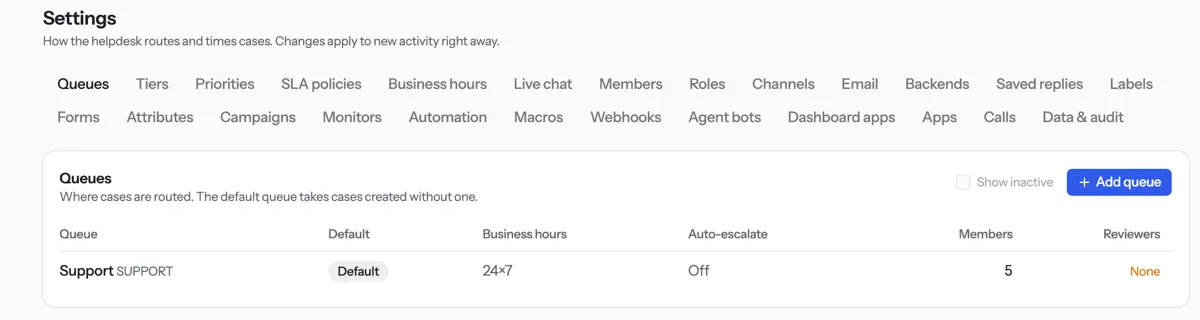 Settings
How the helpdesk routes and times cases. Changes apply to new activity right away.
Queues Tiers Priorities SLA policies Business hours Live chat Members Roles Channels Email Backends Saved replies Labels
Forms Attributes Campaigns Monitors Automation Macros Webhooks Agent bots Dashboard apps Apps Calls Data & audit
Queues
Where cases are routed. The default queue takes cases created without one.
Show inactive
+ Add queue
Queue Default Business hours Auto-escalate Members Reviewers
Support SUPPORT Default 24×7 Off 5 None